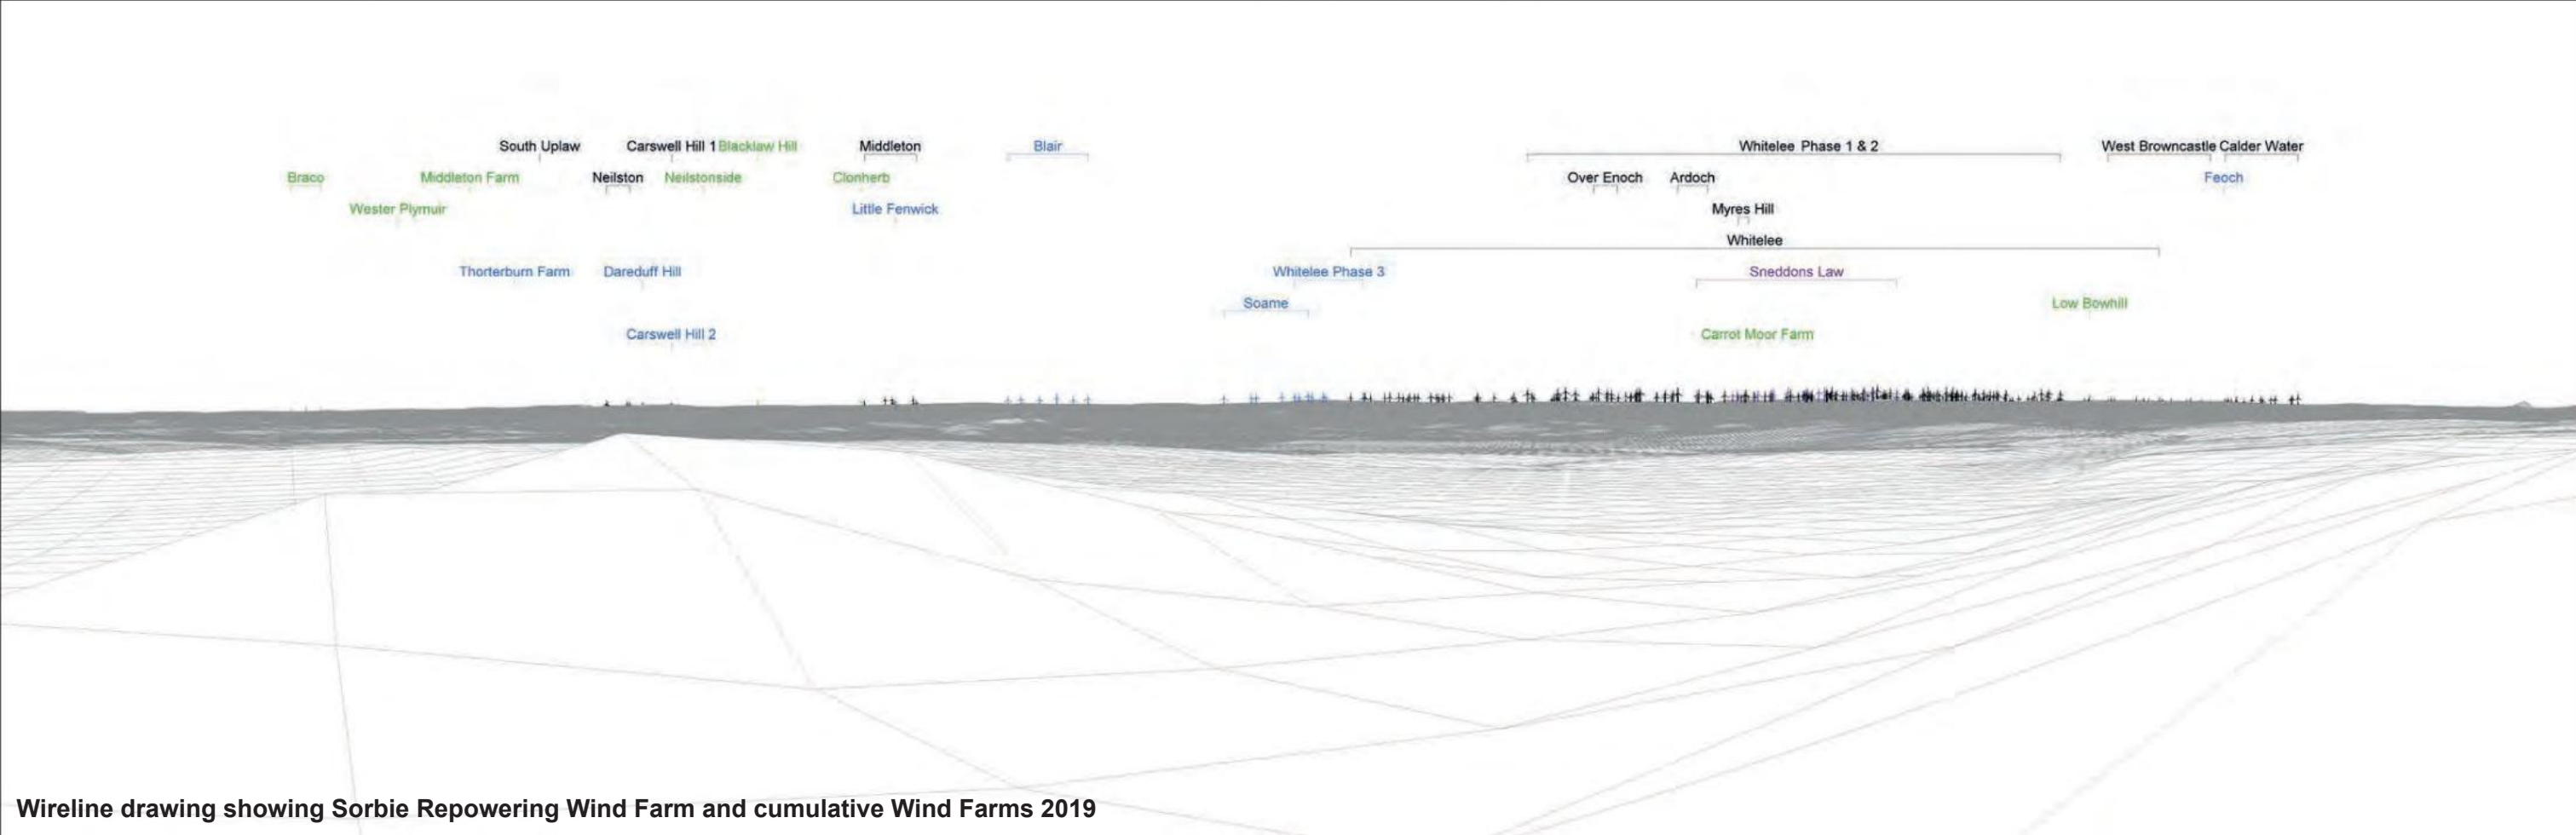 South Uplaw Carswell Hill 1 Blacklaw Hill Middleton Blair Whitelee Phase 1 & 2 West Browncastle Calder Water
Braco Middleton Farm Neilston Neilstonside Clonherb Over Enoch Ardoch Feoch
Wester Plymuir Little Fenwick Myres Hill
Whitelee
Thorterburn Farm Dareduff Hill Whitelee Phase 3 Sneddons Law
Soame Low Bowhill
Carswell Hill 2 Carrot Moor Farm
Wireline drawing showing Sorbie Repowering Wind Farm and cumulative Wind Farms 2019